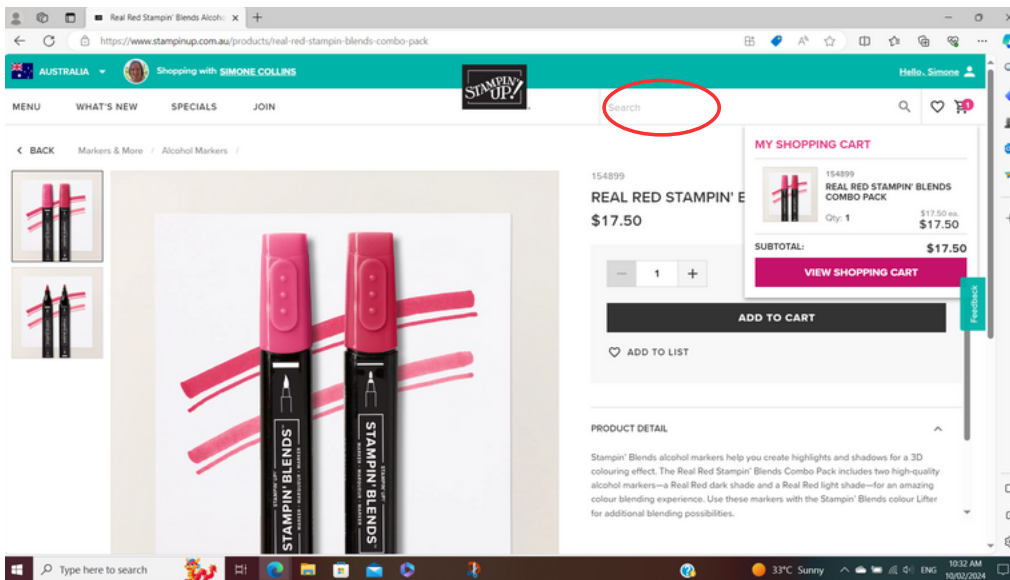 Real Red Stampin' Blends Alcoho
https://www.stampinup.com.au/products/real-red-stampin-blends-combo-pack
AUSTRALIA
Shopping with SIMONE COLLINS
STAMPIN' UP!
Hello, Simone
MENU
WHAT'S NEW
SPECIALS
JOIN
Search
1
BACK
Markers & More / Alcohol Markers /
154899
REAL RED STAMPIN'
$17.50
1
ADD TO CART
ADD TO LIST
PRODUCT DETAIL
Stampin' Blends alcohol markers help you create highlights and shadows for a 3D
colouring effect. The Real Red Stampin' Blends Combo Pack includes two high-quality
alcohol markers—a Real Red dark shade and a Real Red light shade—for an amazing
colour blending experience. Use these markers with the Stampin' Blends colour Lifter
for additional blending possibilities.
MY SHOPPING CART
154899
REAL RED STAMPIN' BLENDS
COMBO PACK
Qty: 1
$17.50 ea.
$17.50
SUBTOTAL:
$17.50
VIEW SHOPPING CART
Feedback
STAMPIN' BLENDS
STAMPIN' BLENDS
Type here to search
33°C Sunny
ENG
10:32 AM
10/02/2024